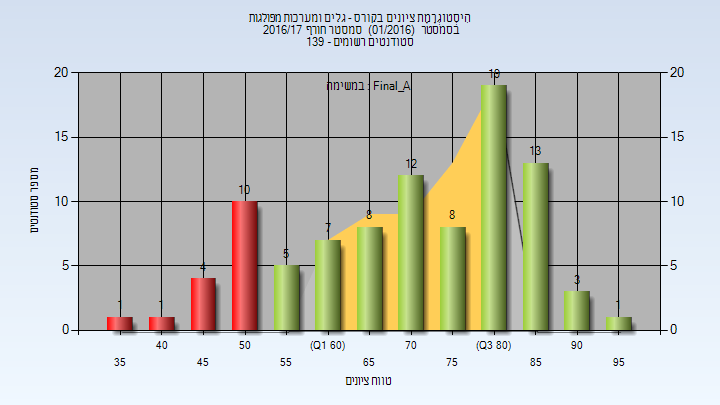 היסטוגרמת ציונים בקורס - גלים ומערכות מפולגות
בסמסטר (01/2016) סמסטר חורף 2016/17
סטודנטים רשומים - 139
במשימה : Final_A
מספר סטודנטים
20 20
15 15
10 10
5 5
0 0
1 1 4 10 5 7 8 12 8 19 13 3 1
35 40 45 50 55 (Q1 60) 65 70 75 (Q3 80) 85 90 95
טווח ציונים